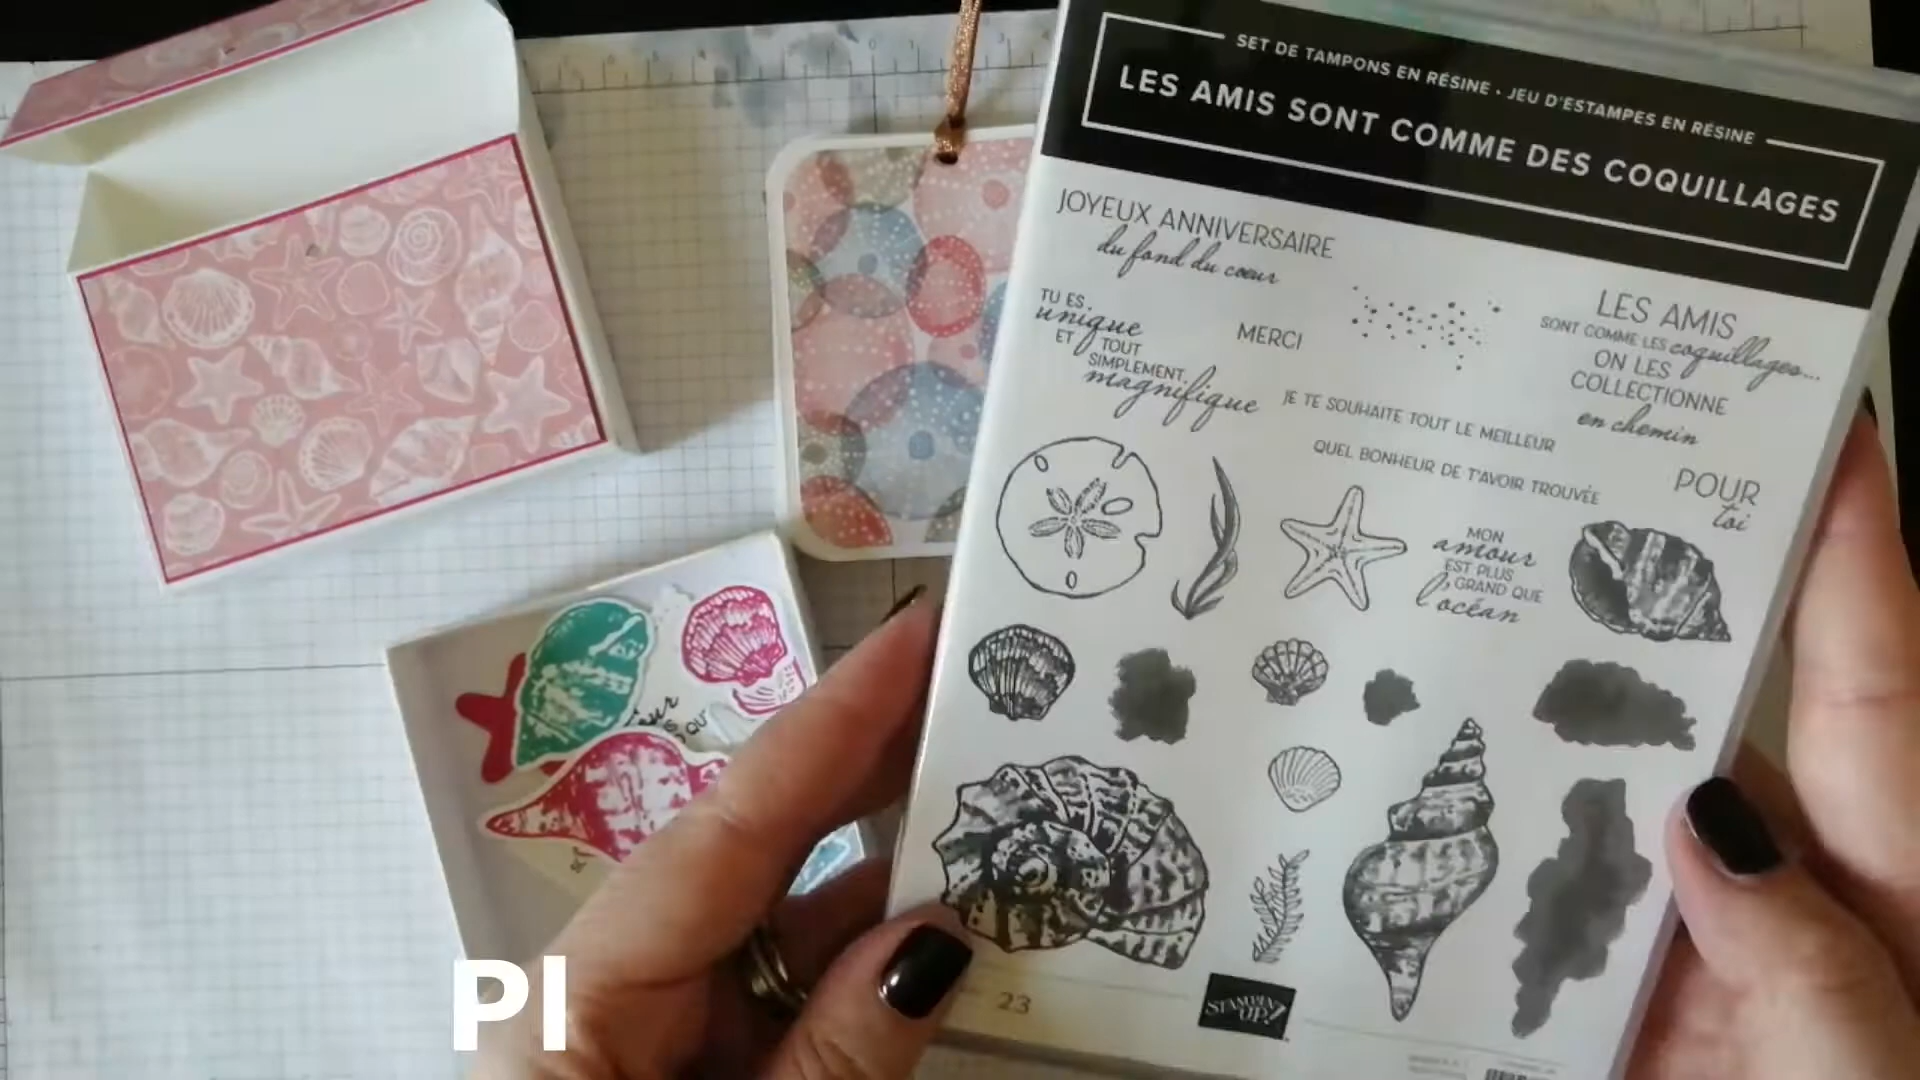 SET DE TAMPONS EN RÉSINE • JEU D'ESTAMPES EN RÉSINE
LES AMIS SONT COMME DES COQUILLAGES
JOYEUX ANNIVERSAIRE
du fond du cœur
TU ES
unique
ET TOUT
SIMPLEMENT
magnifique
MERCI
LES AMIS
SONT COMME LES coquillages...
ON LES
COLLECTIONNE
en chemin
JE TE SOUHAITE TOUT LE MEILLEUR
QUEL BONHEUR DE T'AVOIR TROUVÉE
POUR
toi
MON
amour
EST PLUS
GRAND QUE
l'océan
23
STAMPIN' UP!
PI